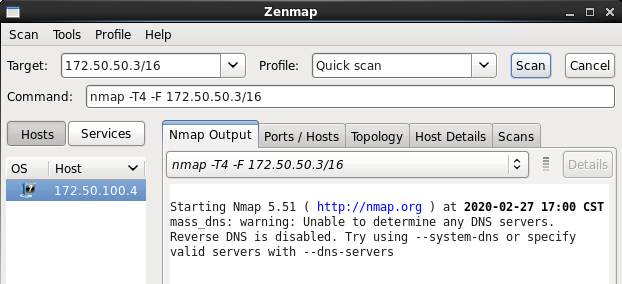 Zenmap
Scan Tools Profile Help
Target: 172.50.50.3/16 Profile: Quick scan Scan Cancel
Command: nmap -T4 -F 172.50.50.3/16
Hosts Services Nmap Output Ports / Hosts Topology Host Details Scans
OS Host nmap -T4 -F 172.50.50.3/16 Details
172.50.100.4
Starting Nmap 5.51 ( http://nmap.org ) at 2020-02-27 17:00 CST
mass_dns: warning: Unable to determine any DNS servers.
Reverse DNS is disabled. Try using --system-dns or specify
valid servers with --dns-servers